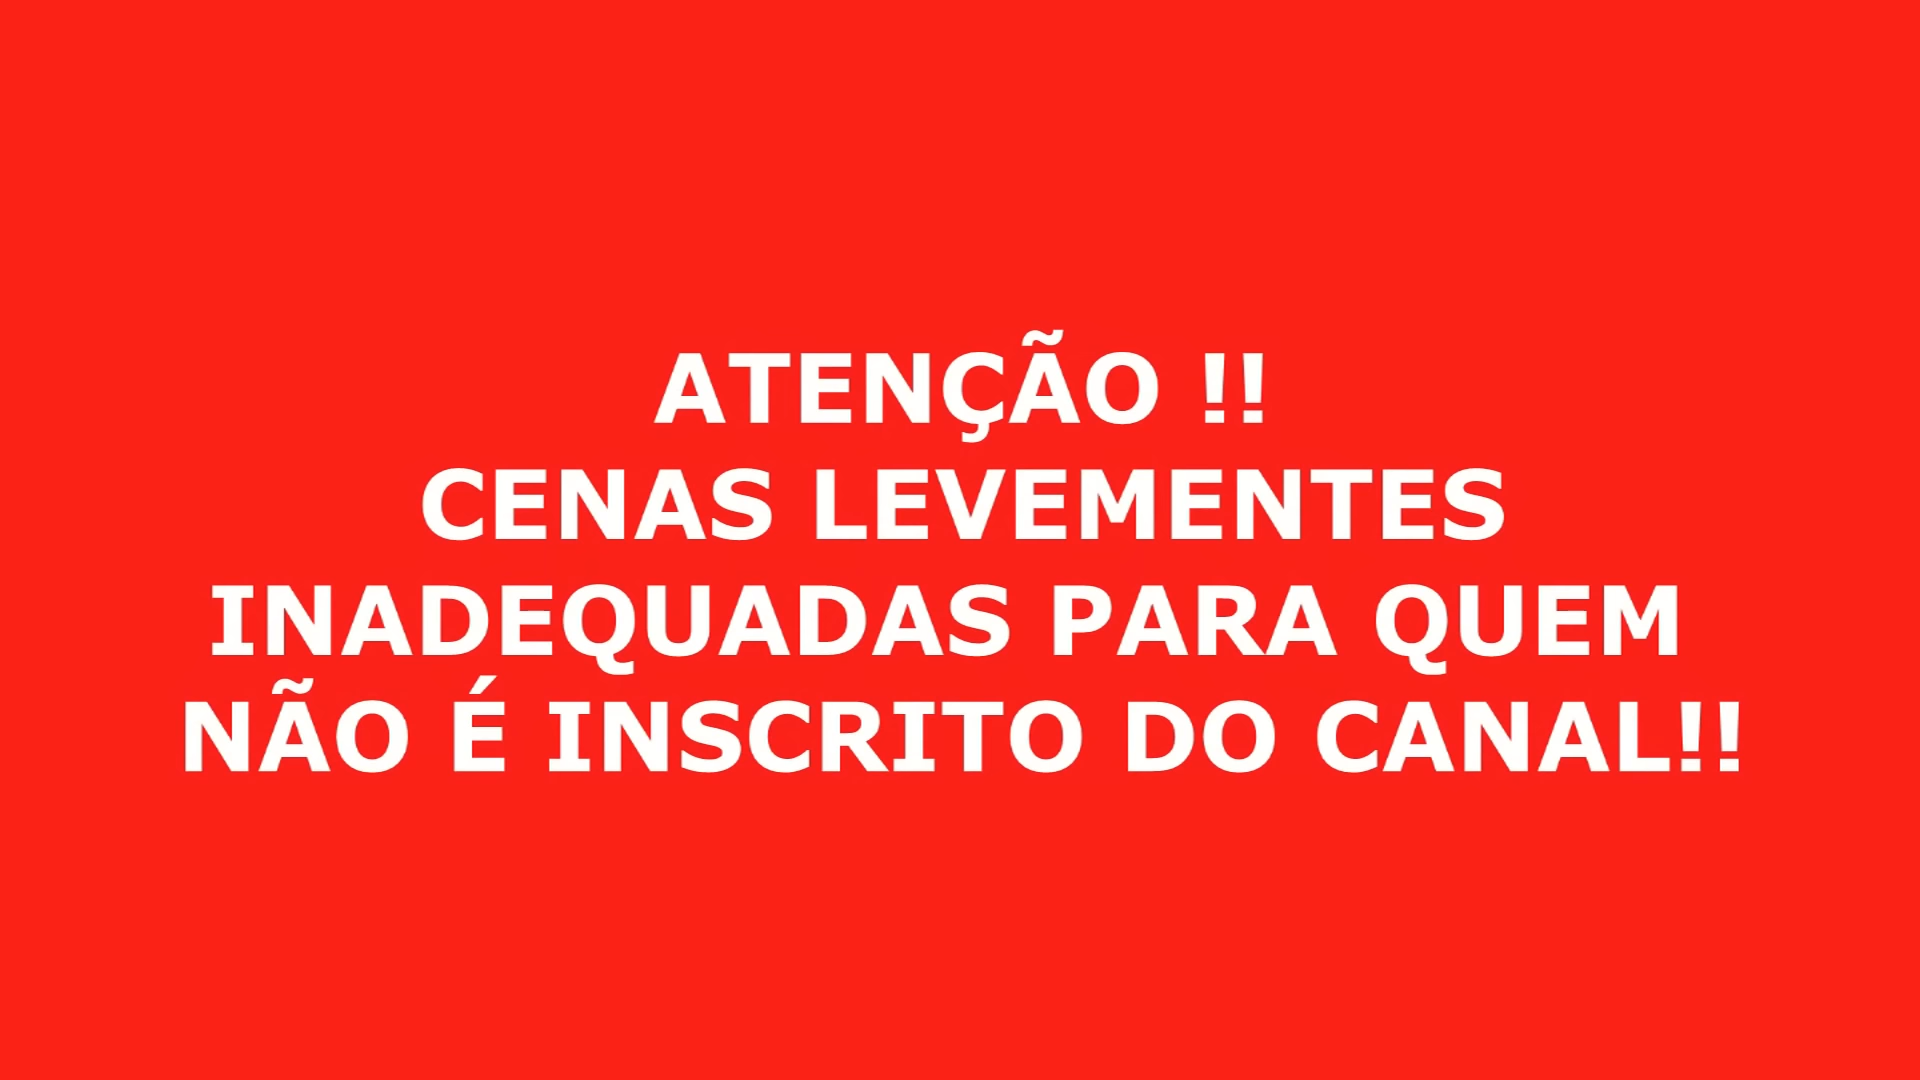 ATENÇÃO !!
CENAS LEVEMENTES
INADEQUADAS PARA QUEM
NÃO É INSCRITO DO CANAL!!